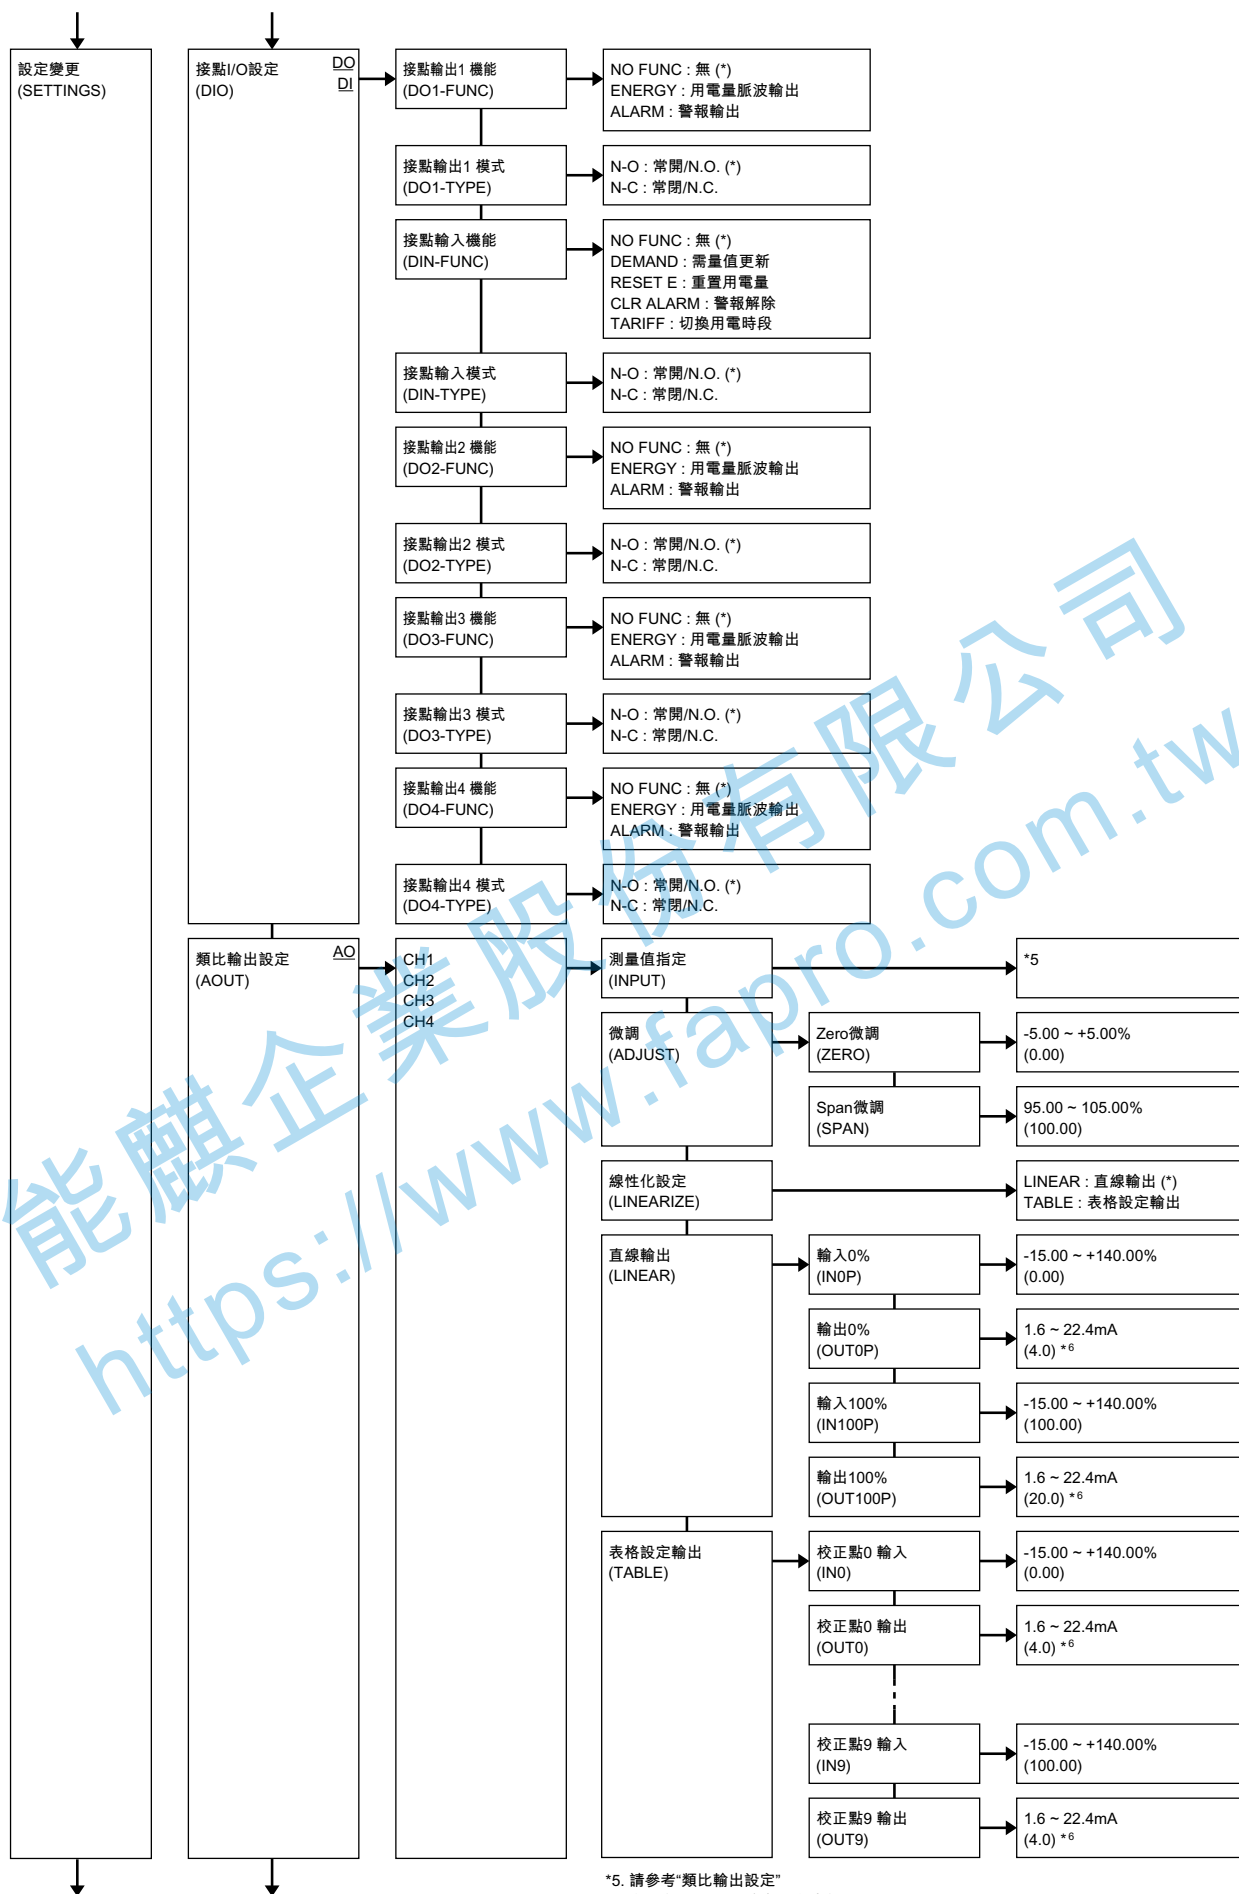 設定變更
(SETTINGS)
接點I/O設定 DO
(DIO) DI
接點輸出1 機能
(DO1-FUNC)
NO FUNC : 無 (*)
ENERGY : 用電量脈波輸出
ALARM : 警報輸出
接點輸出1 模式
(DO1-TYPE)
N-O : 常開/N.O. (*)
N-C : 常閉/N.C.
接點輸入機能
(DIN-FUNC)
NO FUNC : 無 (*)
DEMAND : 需量值更新
RESET E : 重置用電量
CLR ALARM : 警報解除
TARIFF : 切換用電時段
接點輸入模式
(DIN-TYPE)
N-O : 常開/N.O. (*)
N-C : 常閉/N.C.
接點輸出2 機能
(DO2-FUNC)
NO FUNC : 無 (*)
ENERGY : 用電量脈波輸出
ALARM : 警報輸出
接點輸出2 模式
(DO2-TYPE)
N-O : 常開/N.O. (*)
N-C : 常閉/N.C.
接點輸出3 機能
(DO3-FUNC)
NO FUNC : 無 (*)
ENERGY : 用電量脈波輸出
ALARM : 警報輸出
接點輸出3 模式
(DO3-TYPE)
N-O : 常開/N.O. (*)
N-C : 常閉/N.C.
接點輸出4 機能
(DO4-FUNC)
NO FUNC : 無 (*)
ENERGY : 用電量脈波輸出
ALARM : 警報輸出
接點輸出4 模式
(DO4-TYPE)
N-O : 常開/N.O. (*)
N-C : 常閉/N.C.
類比輸出設定 AO
(AOUT)
CH1
CH2
CH3
CH4
測量值指定
(INPUT)
*5
微調
(ADJUST)
Zero微調
(ZERO)
-5.00 ~ +5.00%
(0.00)
Span微調
(SPAN)
95.00 ~ 105.00%
(100.00)
線性化設定
(LINEARIZE)
LINEAR : 直線輸出 (*)
TABLE : 表格設定輸出
直線輸出
(LINEAR)
輸入0%
(IN0P)
-15.00 ~ +140.00%
(0.00)
輸出0%
(OUT0P)
1.6 ~ 22.4mA
(4.0) *6
輸入100%
(IN100P)
-15.00 ~ +140.00%
(100.00)
輸出100%
(OUT100P)
1.6 ~ 22.4mA
(20.0) *6
表格設定輸出
(TABLE)
校正點0 輸入
(IN0)
-15.00 ~ +140.00%
(0.00)
校正點0 輸出
(OUT0)
1.6 ~ 22.4mA
(4.0) *6
校正點9 輸入
(IN9)
-15.00 ~ +140.00%
(100.00)
校正點9 輸出
(OUT9)
1.6 ~ 22.4mA
(4.0) *6
*5. 請參考“類比輸出設定”
能麒企業股份有限公司
https://www.fapro.com.tw